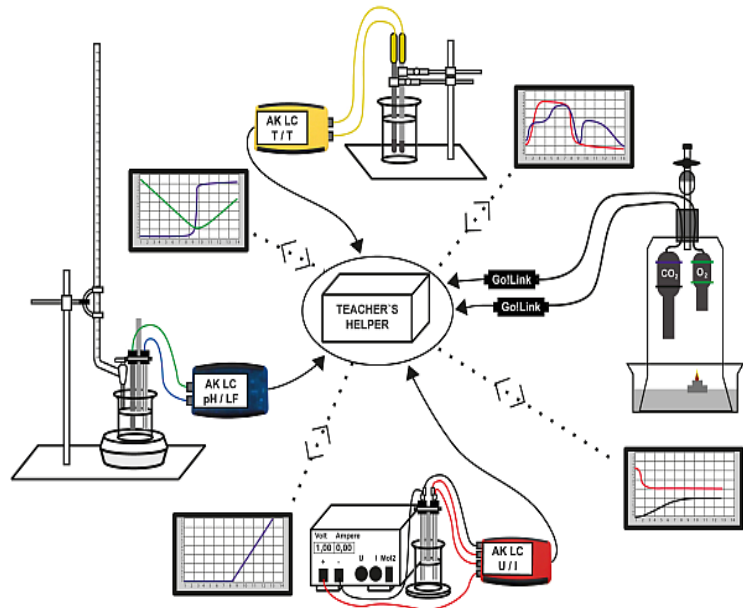 AK LC
T / T
CO₂
O₂
Go!Link
Go!Link
TEACHER`S
HELPER
AK LC
pH / LF
Volt Ampere
1,00 0,00
U I Mol2
+ -
AK LC
U / I